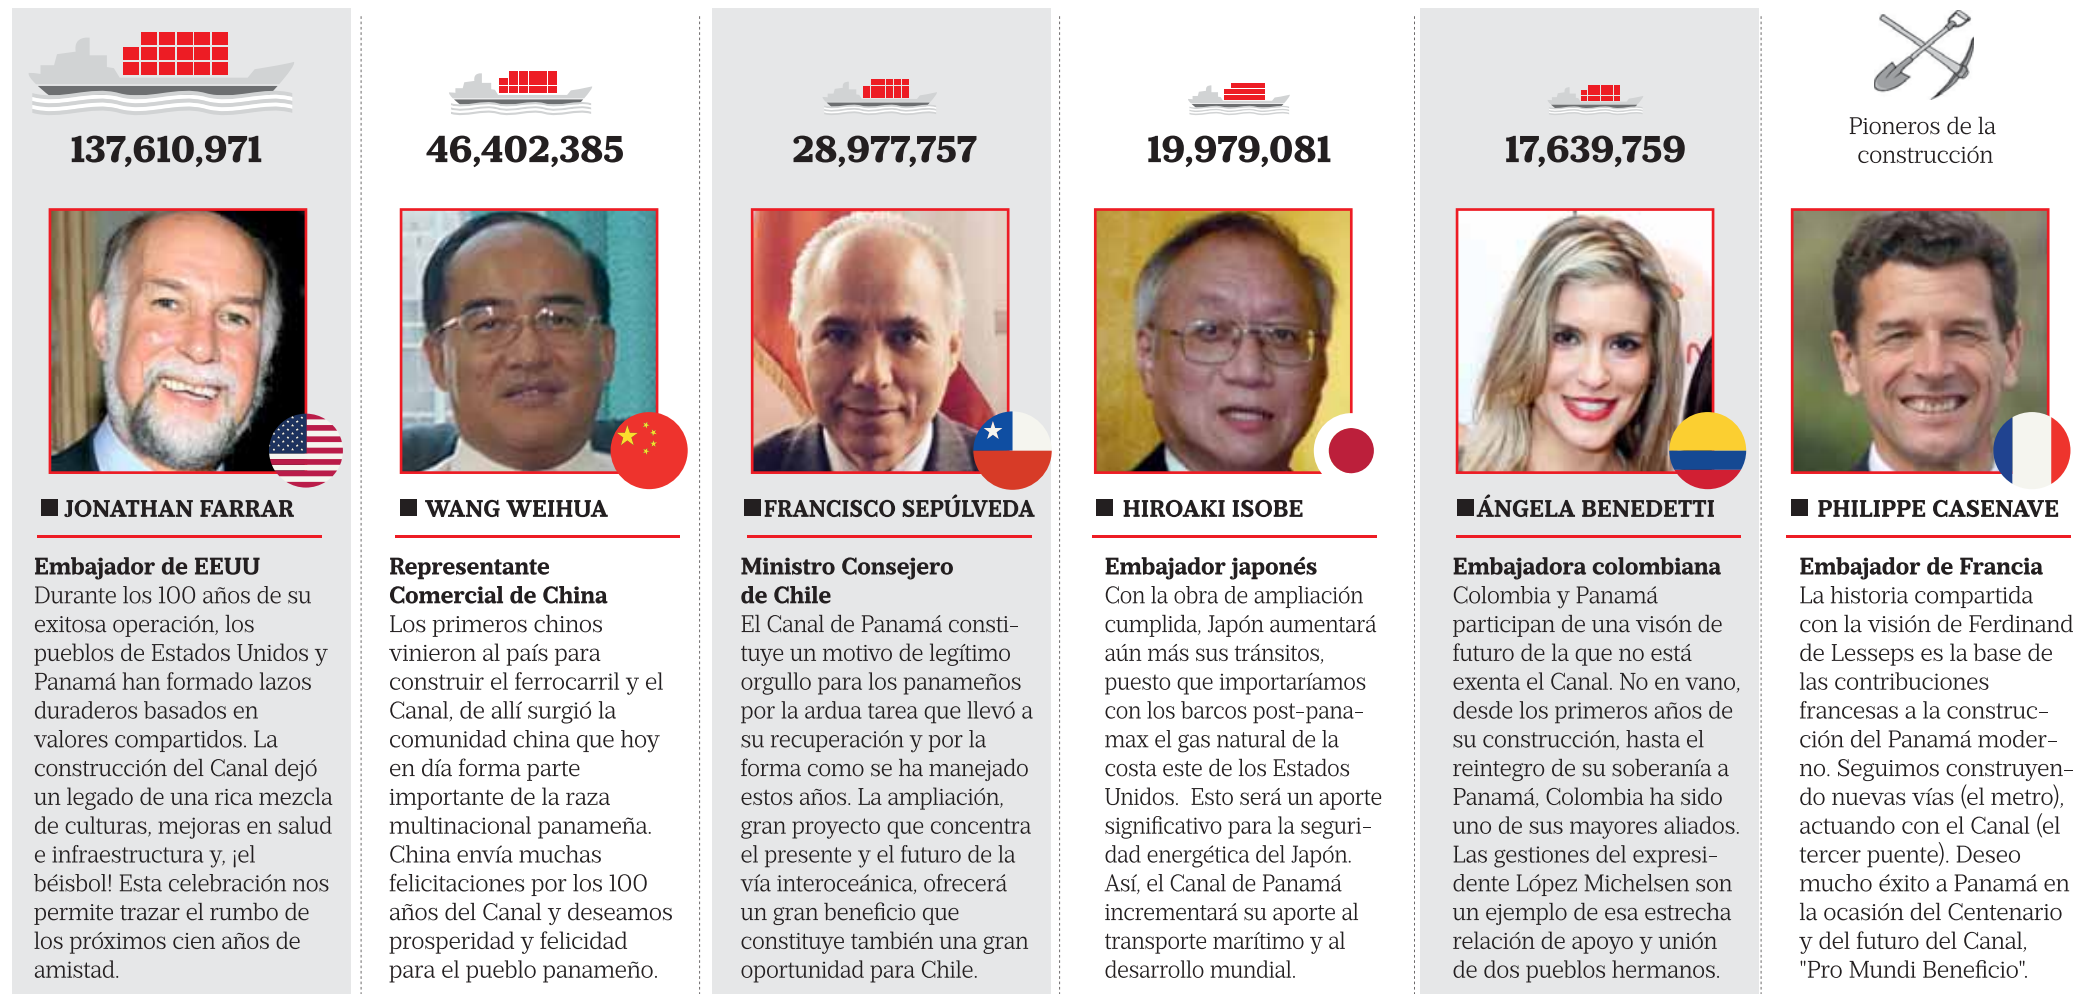 137,610,971
JONATHAN FARRAR
Embajador de EEUU
Durante los 100 años de su
exitosa operación, los
pueblos de Estados Unidos y
Panamá han formado lazos
duraderos basados en
valores compartidos. La
construcción del Canal dejó
un legado de una rica mezcla
de culturas, mejoras en salud
e infraestructura y, ¡el
béisbol! Esta celebración nos
permite trazar el rumbo de
los próximos cien años de
amistad.
46,402,385
WANG WEIHUA
Representante
Comercial de China
Los primeros chinos
vinieron al país para
construir el ferrocarril y el
Canal, de allí surgió la
comunidad china que hoy
en día forma parte
importante de la raza
multinacional panameña.
China envía muchas
felicitaciones por los 100
años del Canal y deseamos
prosperidad y felicidad
para el pueblo panameño.
28,977,757
FRANCISCO SEPÚLVEDA
Ministro Consejero
de Chile
El Canal de Panamá consti-
tuye un motivo de legítimo
orgullo para los panameños
por la ardua tarea que llevó a
su recuperación y por la
forma como se ha manejado
estos años. La ampliación,
gran proyecto que concentra
el presente y el futuro de la
vía interoceánica, ofrecerá
un gran beneficio que
constituye también una gran
oportunidad para Chile.
19,979,081
HIROAKI ISOBE
Embajador japonés
Con la obra de ampliación
cumplida, Japón aumentará
aún más sus tránsitos,
puesto que importaríamos
con los barcos post-pana-
max el gas natural de la
costa este de los Estados
Unidos. Esto será un aporte
significativo para la seguri-
dad energética del Japón.
Así, el Canal de Panamá
incrementará su aporte al
transporte marítimo y al
desarrollo mundial.
17,639,759
ÁNGELA BENEDETTI
Embajadora colombiana
Colombia y Panamá
participan de una visón de
futuro de la que no está
exenta el Canal. No en vano,
desde los primeros años de
su construcción, hasta el
reintegro de su soberanía a
Panamá, Colombia ha sido
uno de sus mayores aliados.
Las gestiones del expresi-
dente López Michelsen son
un ejemplo de esa estrecha
relación de apoyo y unión
de dos pueblos hermanos.
Pioneros de la
construcción
PHILIPPE CASENAVE
Embajador de Francia
La historia compartida
con la visión de Ferdinand
de Lesseps es la base de
las contribuciones
francesas a la construc-
ción del Panamá moder-
no. Seguimos construyen-
do nuevas vías (el metro),
actuando con el Canal (el
tercer puente). Deseo
mucho éxito a Panamá en
la ocasión del Centenario
y del futuro del Canal,
"Pro Mundi Beneficio".